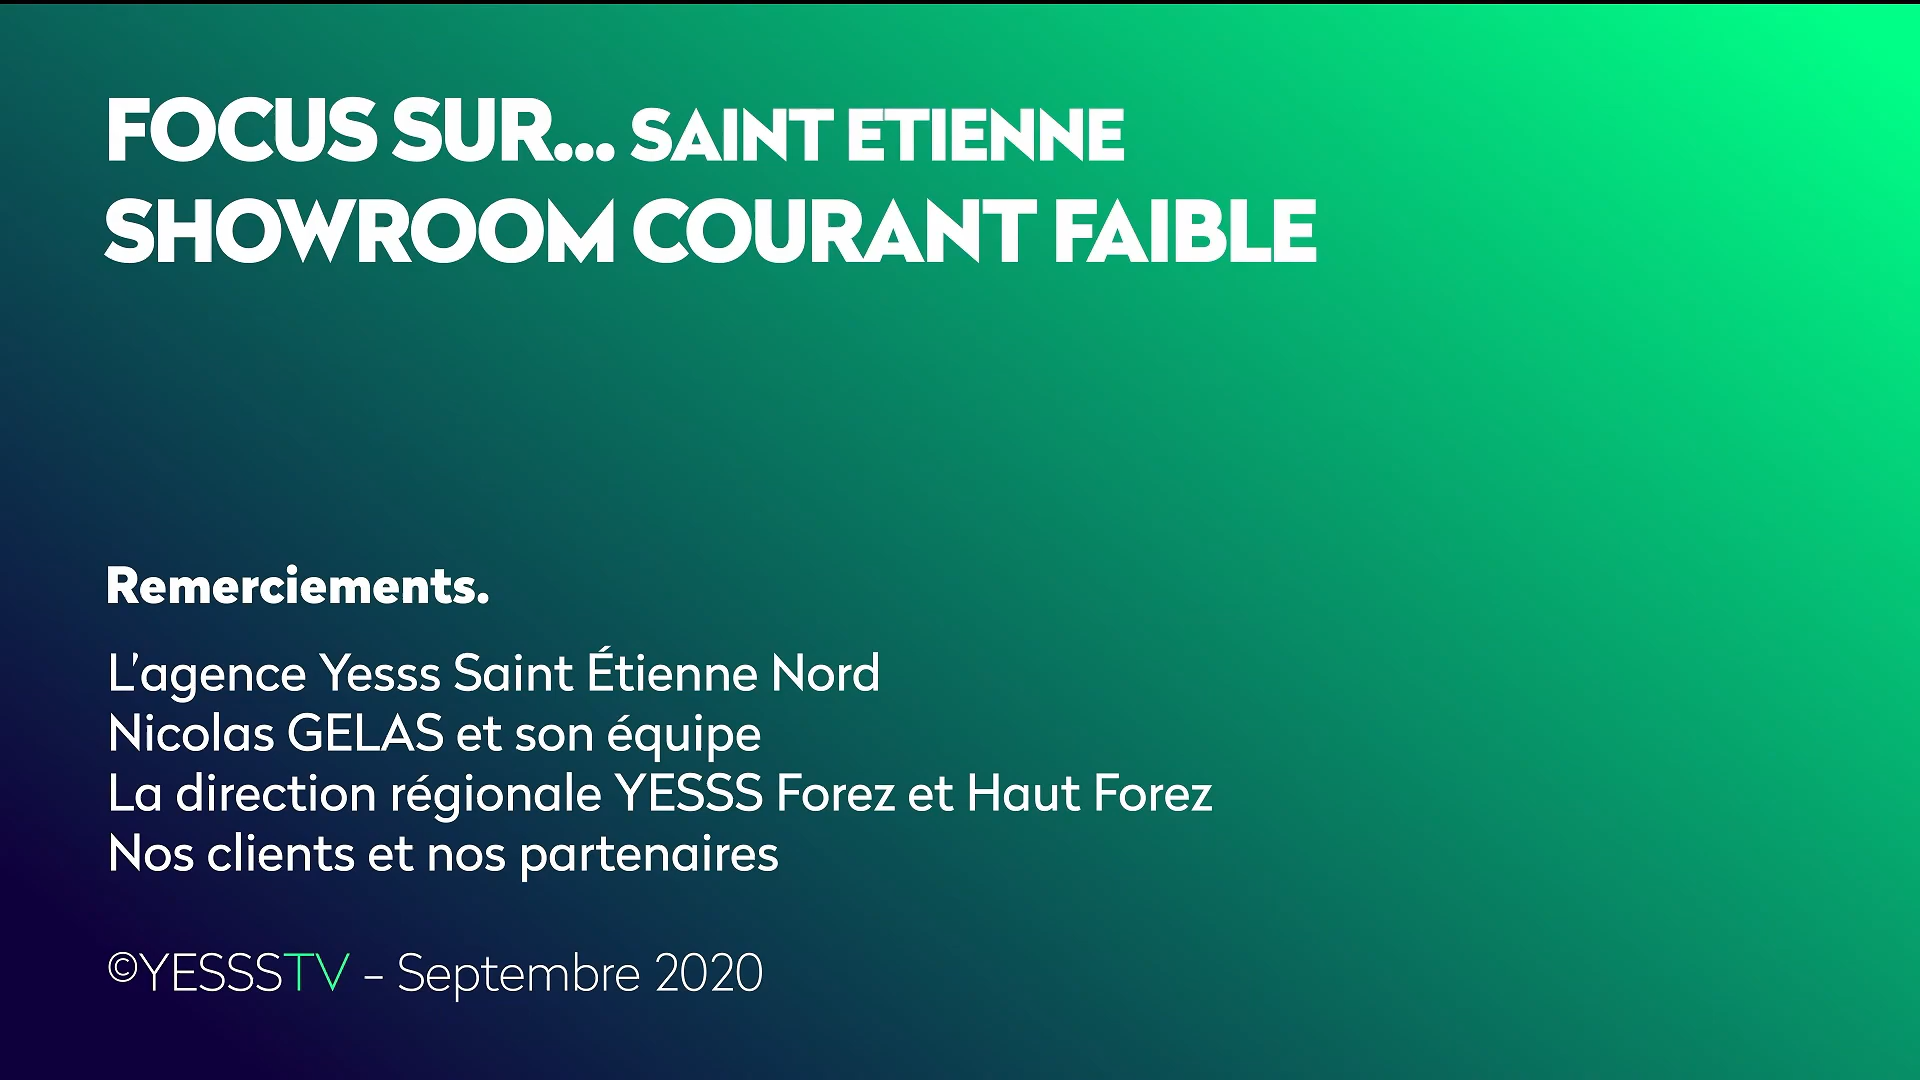 FOCUS SUR... SAINT ETIENNE
SHOWROOM COURANT FAIBLE
Remerciements.
L’agence Yesss Saint Étienne Nord
Nicolas GELAS et son équipe
La direction régionale YESSS Forez et Haut Forez
Nos clients et nos partenaires
©YESSSTV – Septembre 2020